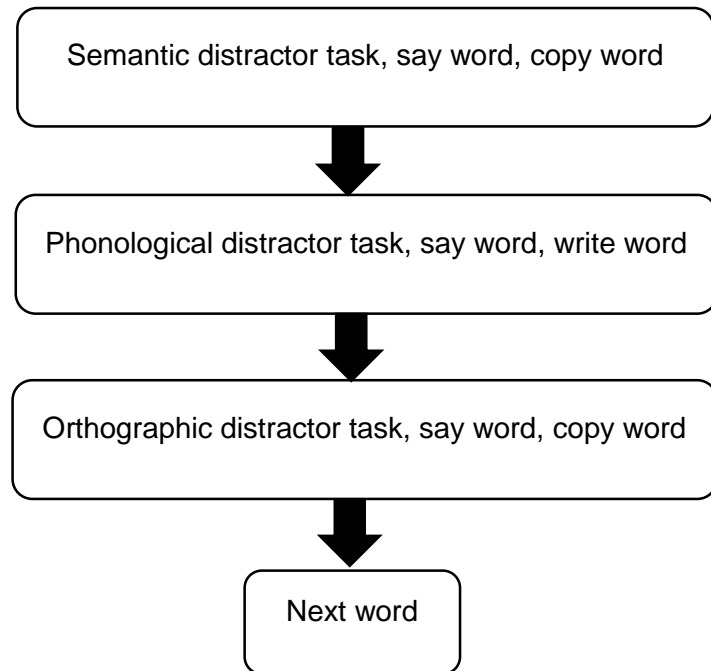 Semantic distractor task, say word, copy word
Phonological distractor task, say word, write word
Orthographic distractor task, say word, copy word
Next word